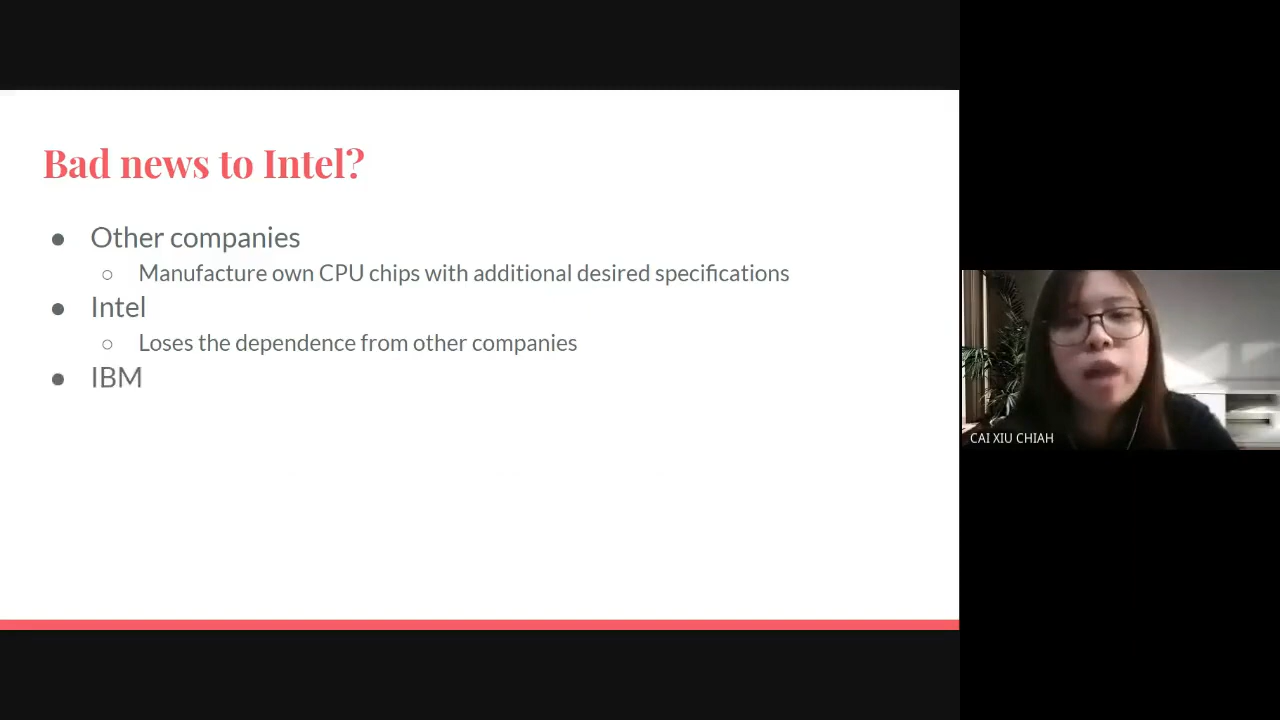 Bad news to Intel?
● Other companies
○ Manufacture own CPU chips with additional desired specifications
● Intel
○ Loses the dependence from other companies
● IBM
CAI XIU CHIAH